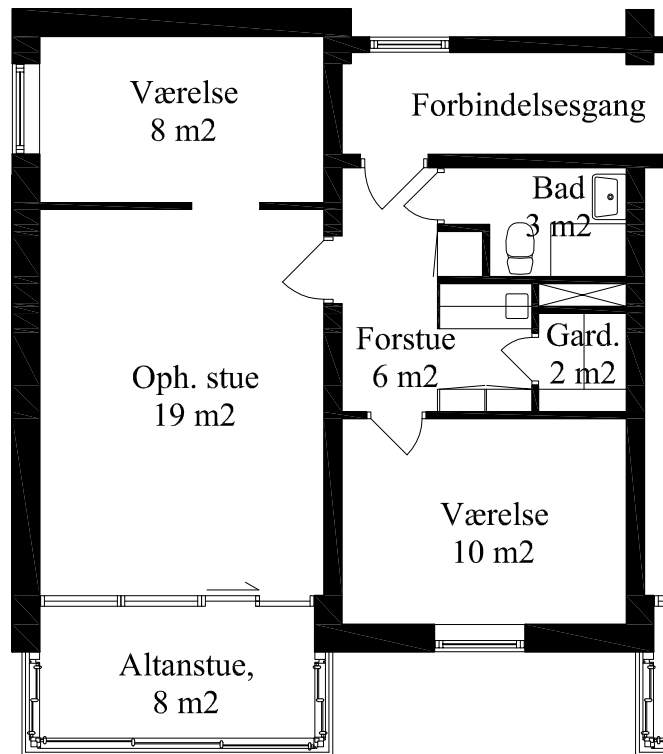 Værelse
8 m2
Forbindelsesgang
Bad
3 m2
Forstue
6 m2
Gard.
2 m2
Oph. stue
19 m2
Værelse
10 m2
Altanstue,
8 m2